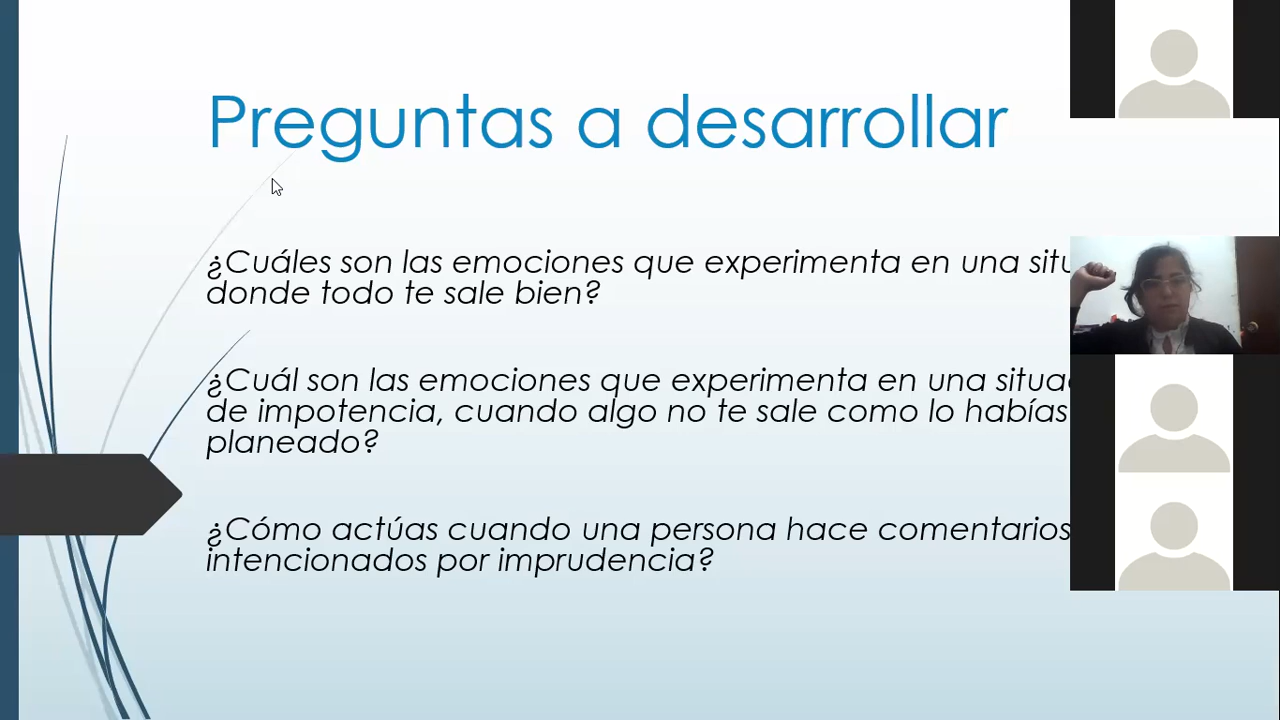 Preguntas a desarrollar
¿Cuáles son las emociones que experimenta en una
donde todo te sale bien?
¿Cuál son las emociones que experimenta en una
de impotencia, cuando algo no te sale como lo habías
planeado?
¿Cómo actúas cuando una persona hace comentarios
intencionados por imprudencia?